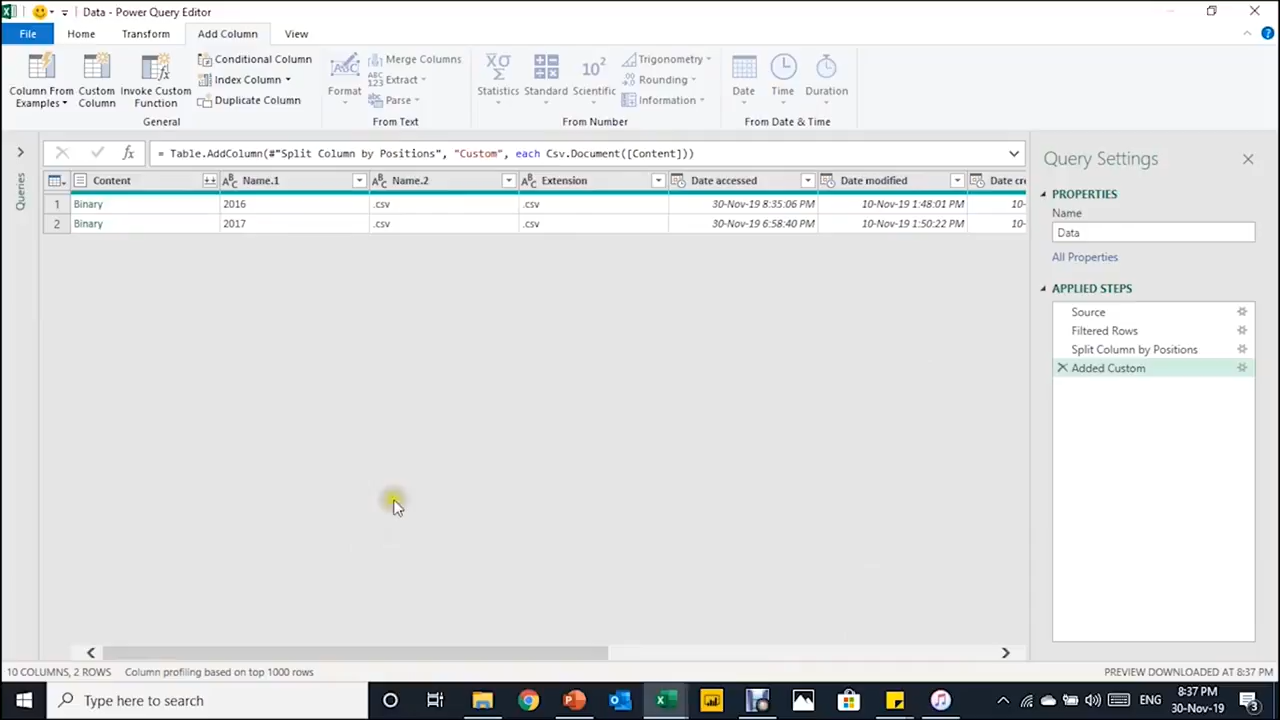 Data - Power Query Editor
File
Home
Transform
Add Column
View
Column From
Examples
Custom
Column
Invoke Custom
Function
Conditional Column
Index Column
Duplicate Column
General
Format
Merge Columns
Extract
Parse
From Text
Statistics
Standard
Scientific
Trigonometry
Rounding
Information
From Number
Date
Time
Duration
From Date & Time
Queries
= Table.AddColumn(#"Split Column by Positions", "Custom", each Csv.Document([Content]))
Content
Name.1
Name.2
Extension
Date accessed
Date modified
Date cre
1 Binary 2016 .csv .csv 30-Nov-19 8:35:06 PM 10-Nov-19 1:48:01 PM 10-
2 Binary 2017 .csv .csv 30-Nov-19 6:58:40 PM 10-Nov-19 1:50:22 PM 10-
Query Settings
PROPERTIES
Name
Data
All Properties
APPLIED STEPS
Source
Filtered Rows
Split Column by Positions
Added Custom
10 COLUMNS, 2 ROWS
Column profiling based on top 1000 rows
PREVIEW DOWNLOADED AT 8:37 PM
Type here to search
ENG
8:37 PM
30-Nov-19
3